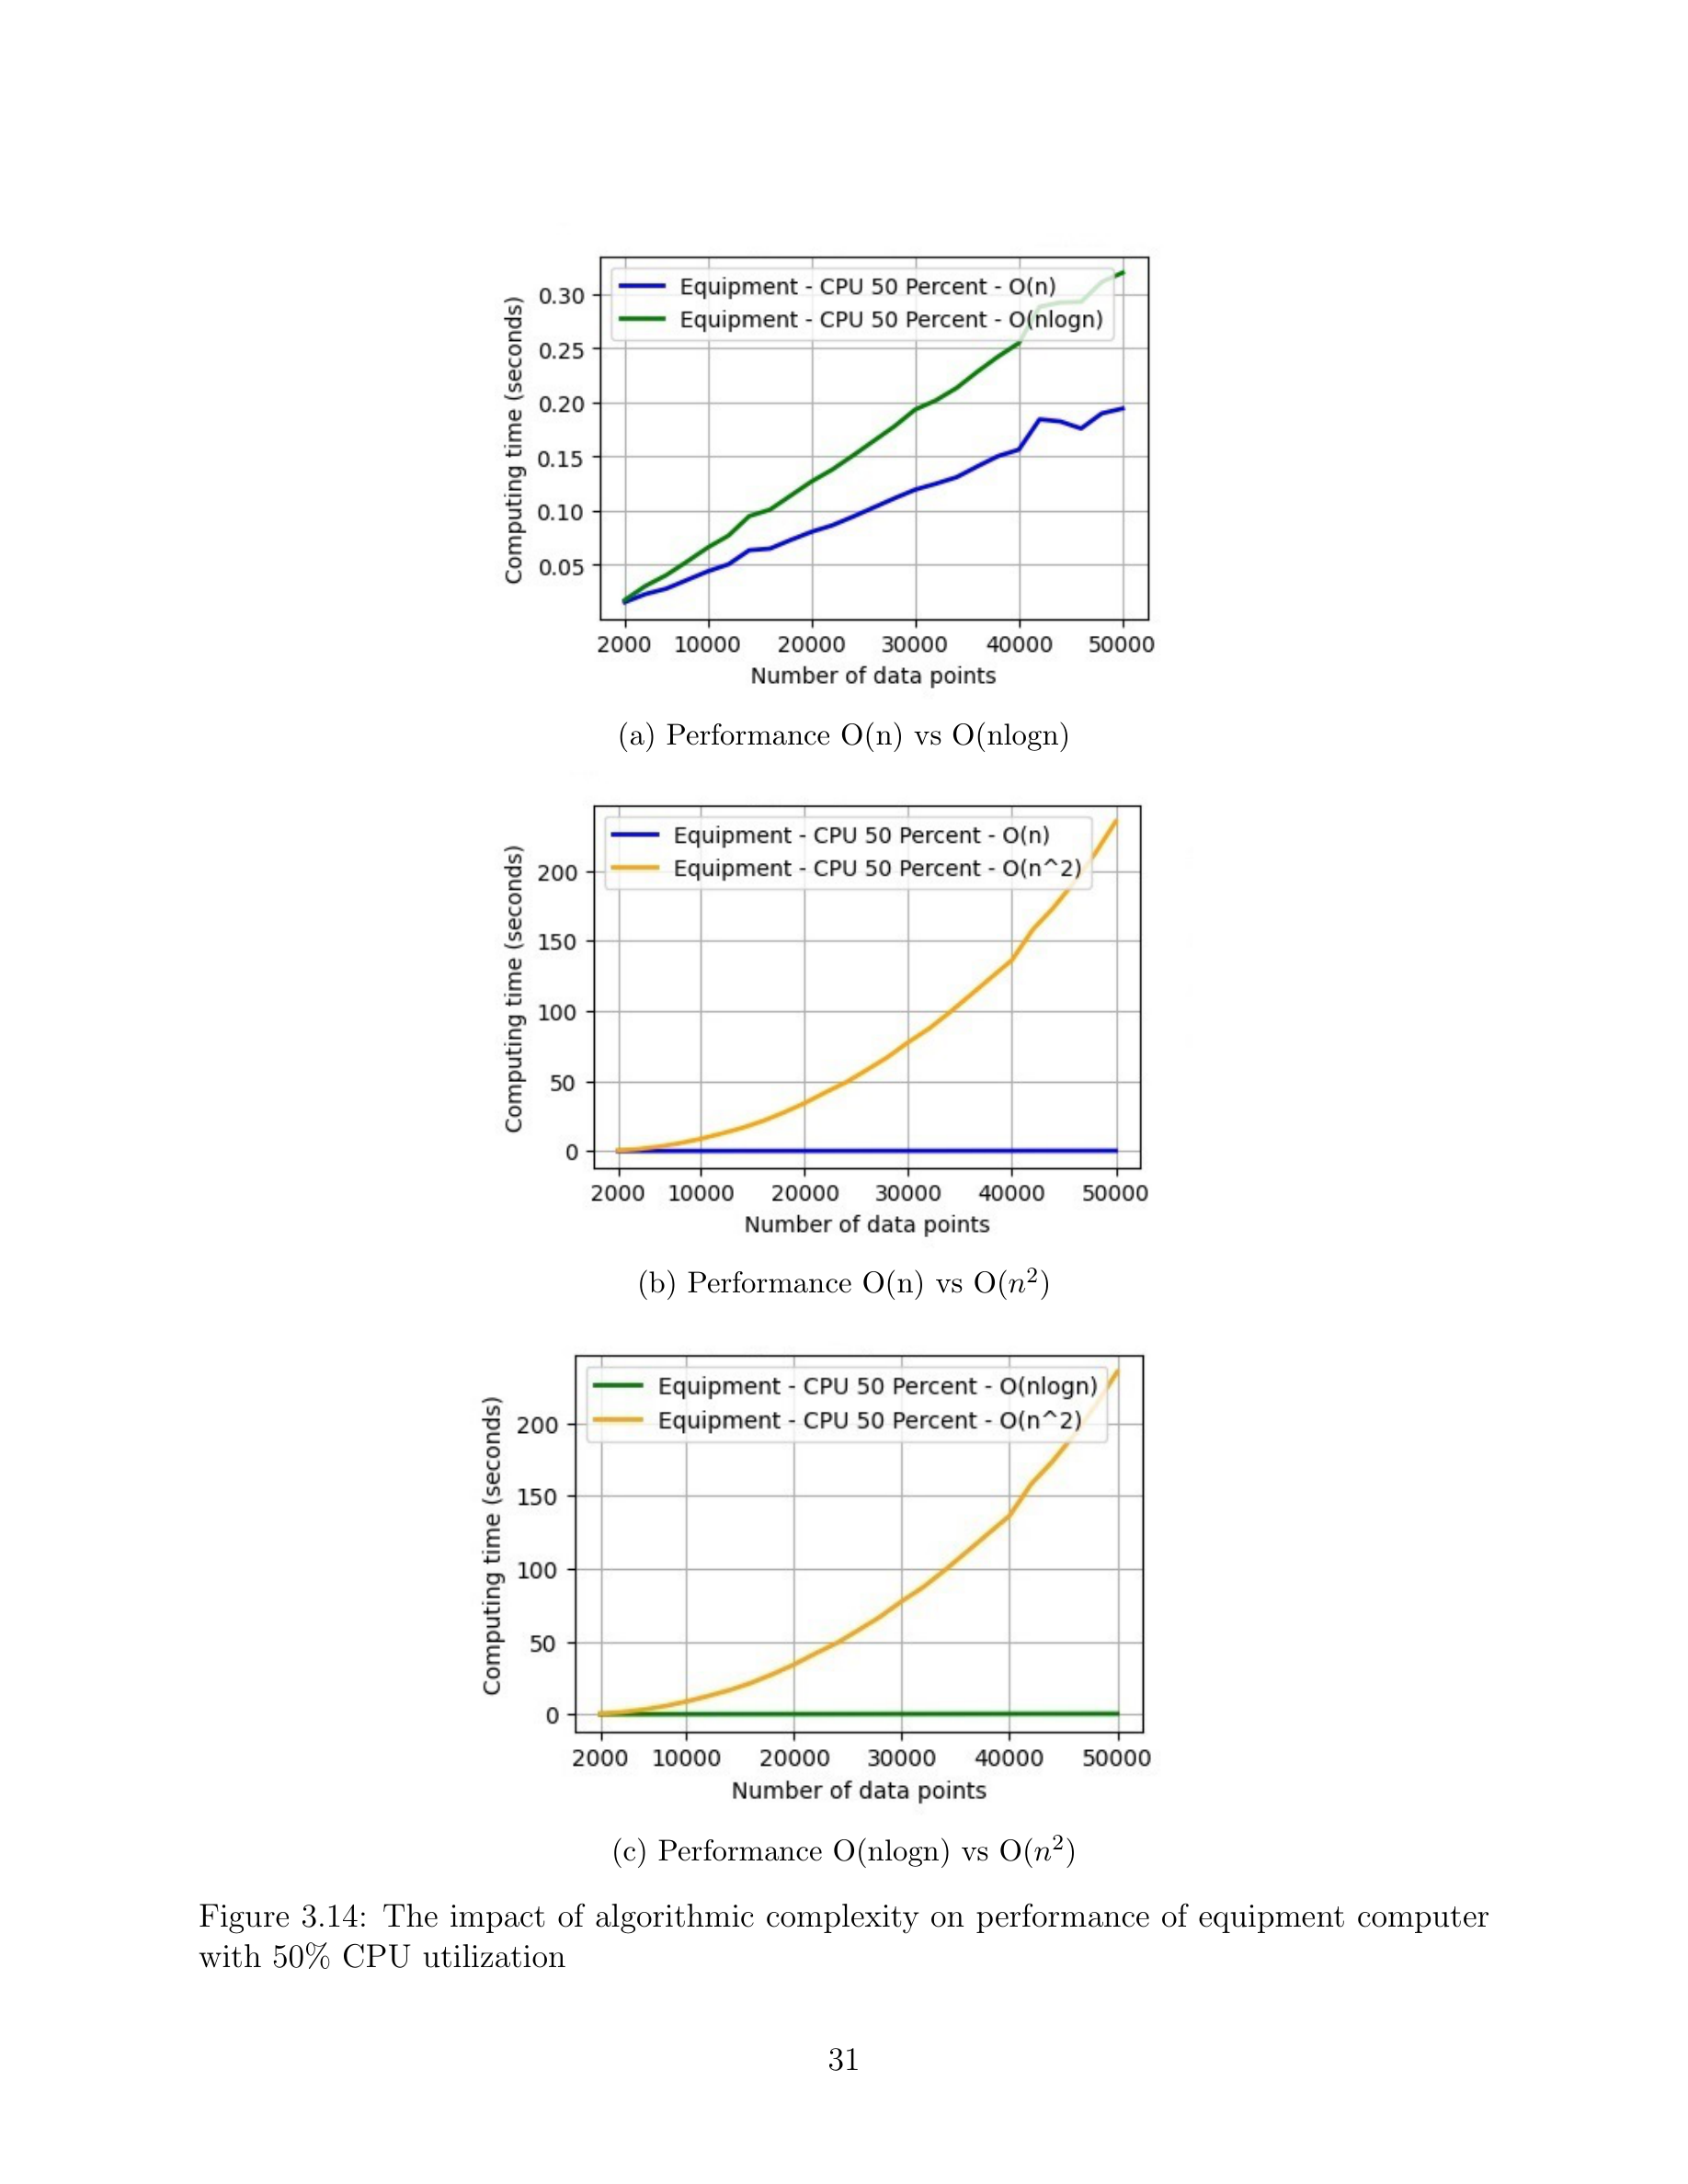 Equipment - CPU 50 Percent - O(n)
Equipment - CPU 50 Percent - O(nlogn)
Computing time (seconds)
0.30
0.25
0.20
0.15
0.10
0.05
2000 10000 20000 30000 40000 50000
Number of data points
(a) Performance O(n) vs O(nlogn)
Equipment - CPU 50 Percent - O(n)
Equipment - CPU 50 Percent - O(n^2)
Computing time (seconds)
200
150
100
50
0
2000 10000 20000 30000 40000 50000
Number of data points
(b) Performance O(n) vs O(n²)
Equipment - CPU 50 Percent - O(nlogn)
Equipment - CPU 50 Percent - O(n^2)
Computing time (seconds)
200
150
100
50
0
2000 10000 20000 30000 40000 50000
Number of data points
(c) Performance O(nlogn) vs O(n²)
Figure 3.14: The impact of algorithmic complexity on performance of equipment computer
with 50% CPU utilization
31